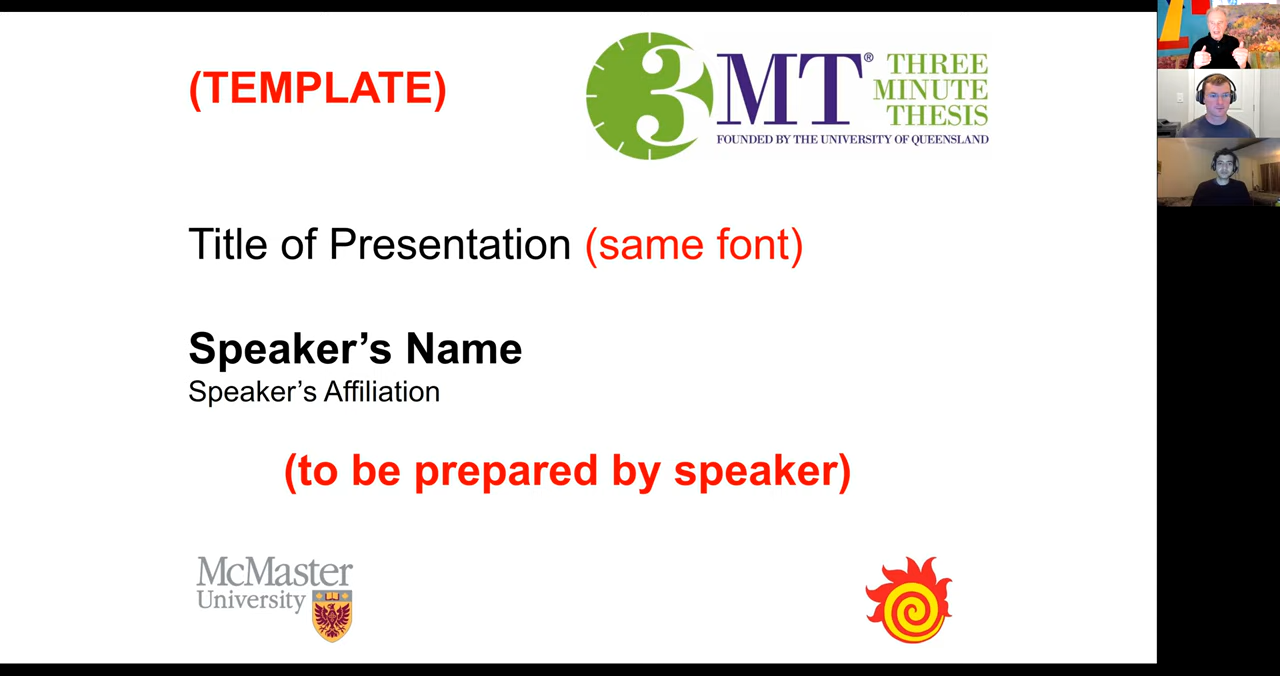 (TEMPLATE)
3MT® THREE
MINUTE
THESIS
FOUNDED BY THE UNIVERSITY OF QUEENSLAND
Title of Presentation (same font)
Speaker’s Name
Speaker’s Affiliation
(to be prepared by speaker)
McMaster
University